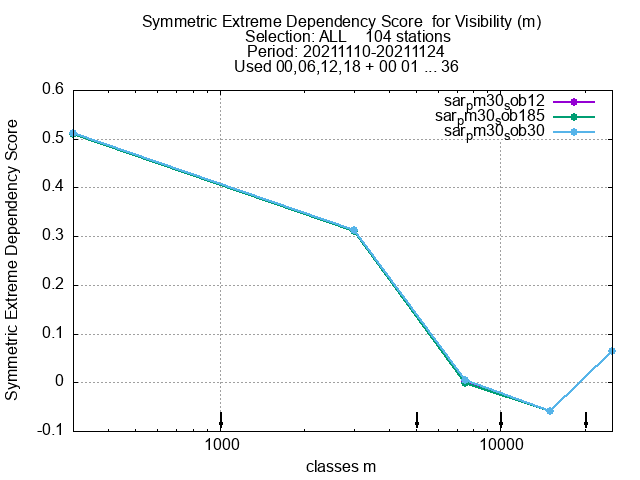 Symmetric Extreme Dependency Score  for Visibility (m)
Selection: ALL    104 stations
Period: 20211110-20211124
Used 00,06,12,18 + 00 01 ... 36
sar_pm30_sob12
sar_pm30_sob185
sar_pm30_sob30
Symmetric Extreme Dependency Score
0.6
0.5
0.4
0.3
0.2
0.1
0
-0.1
1000
10000
classes m